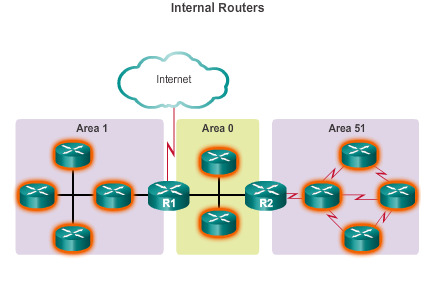 Internal Routers
Internet
Area 1
Area 0
Area 51
R1
R2